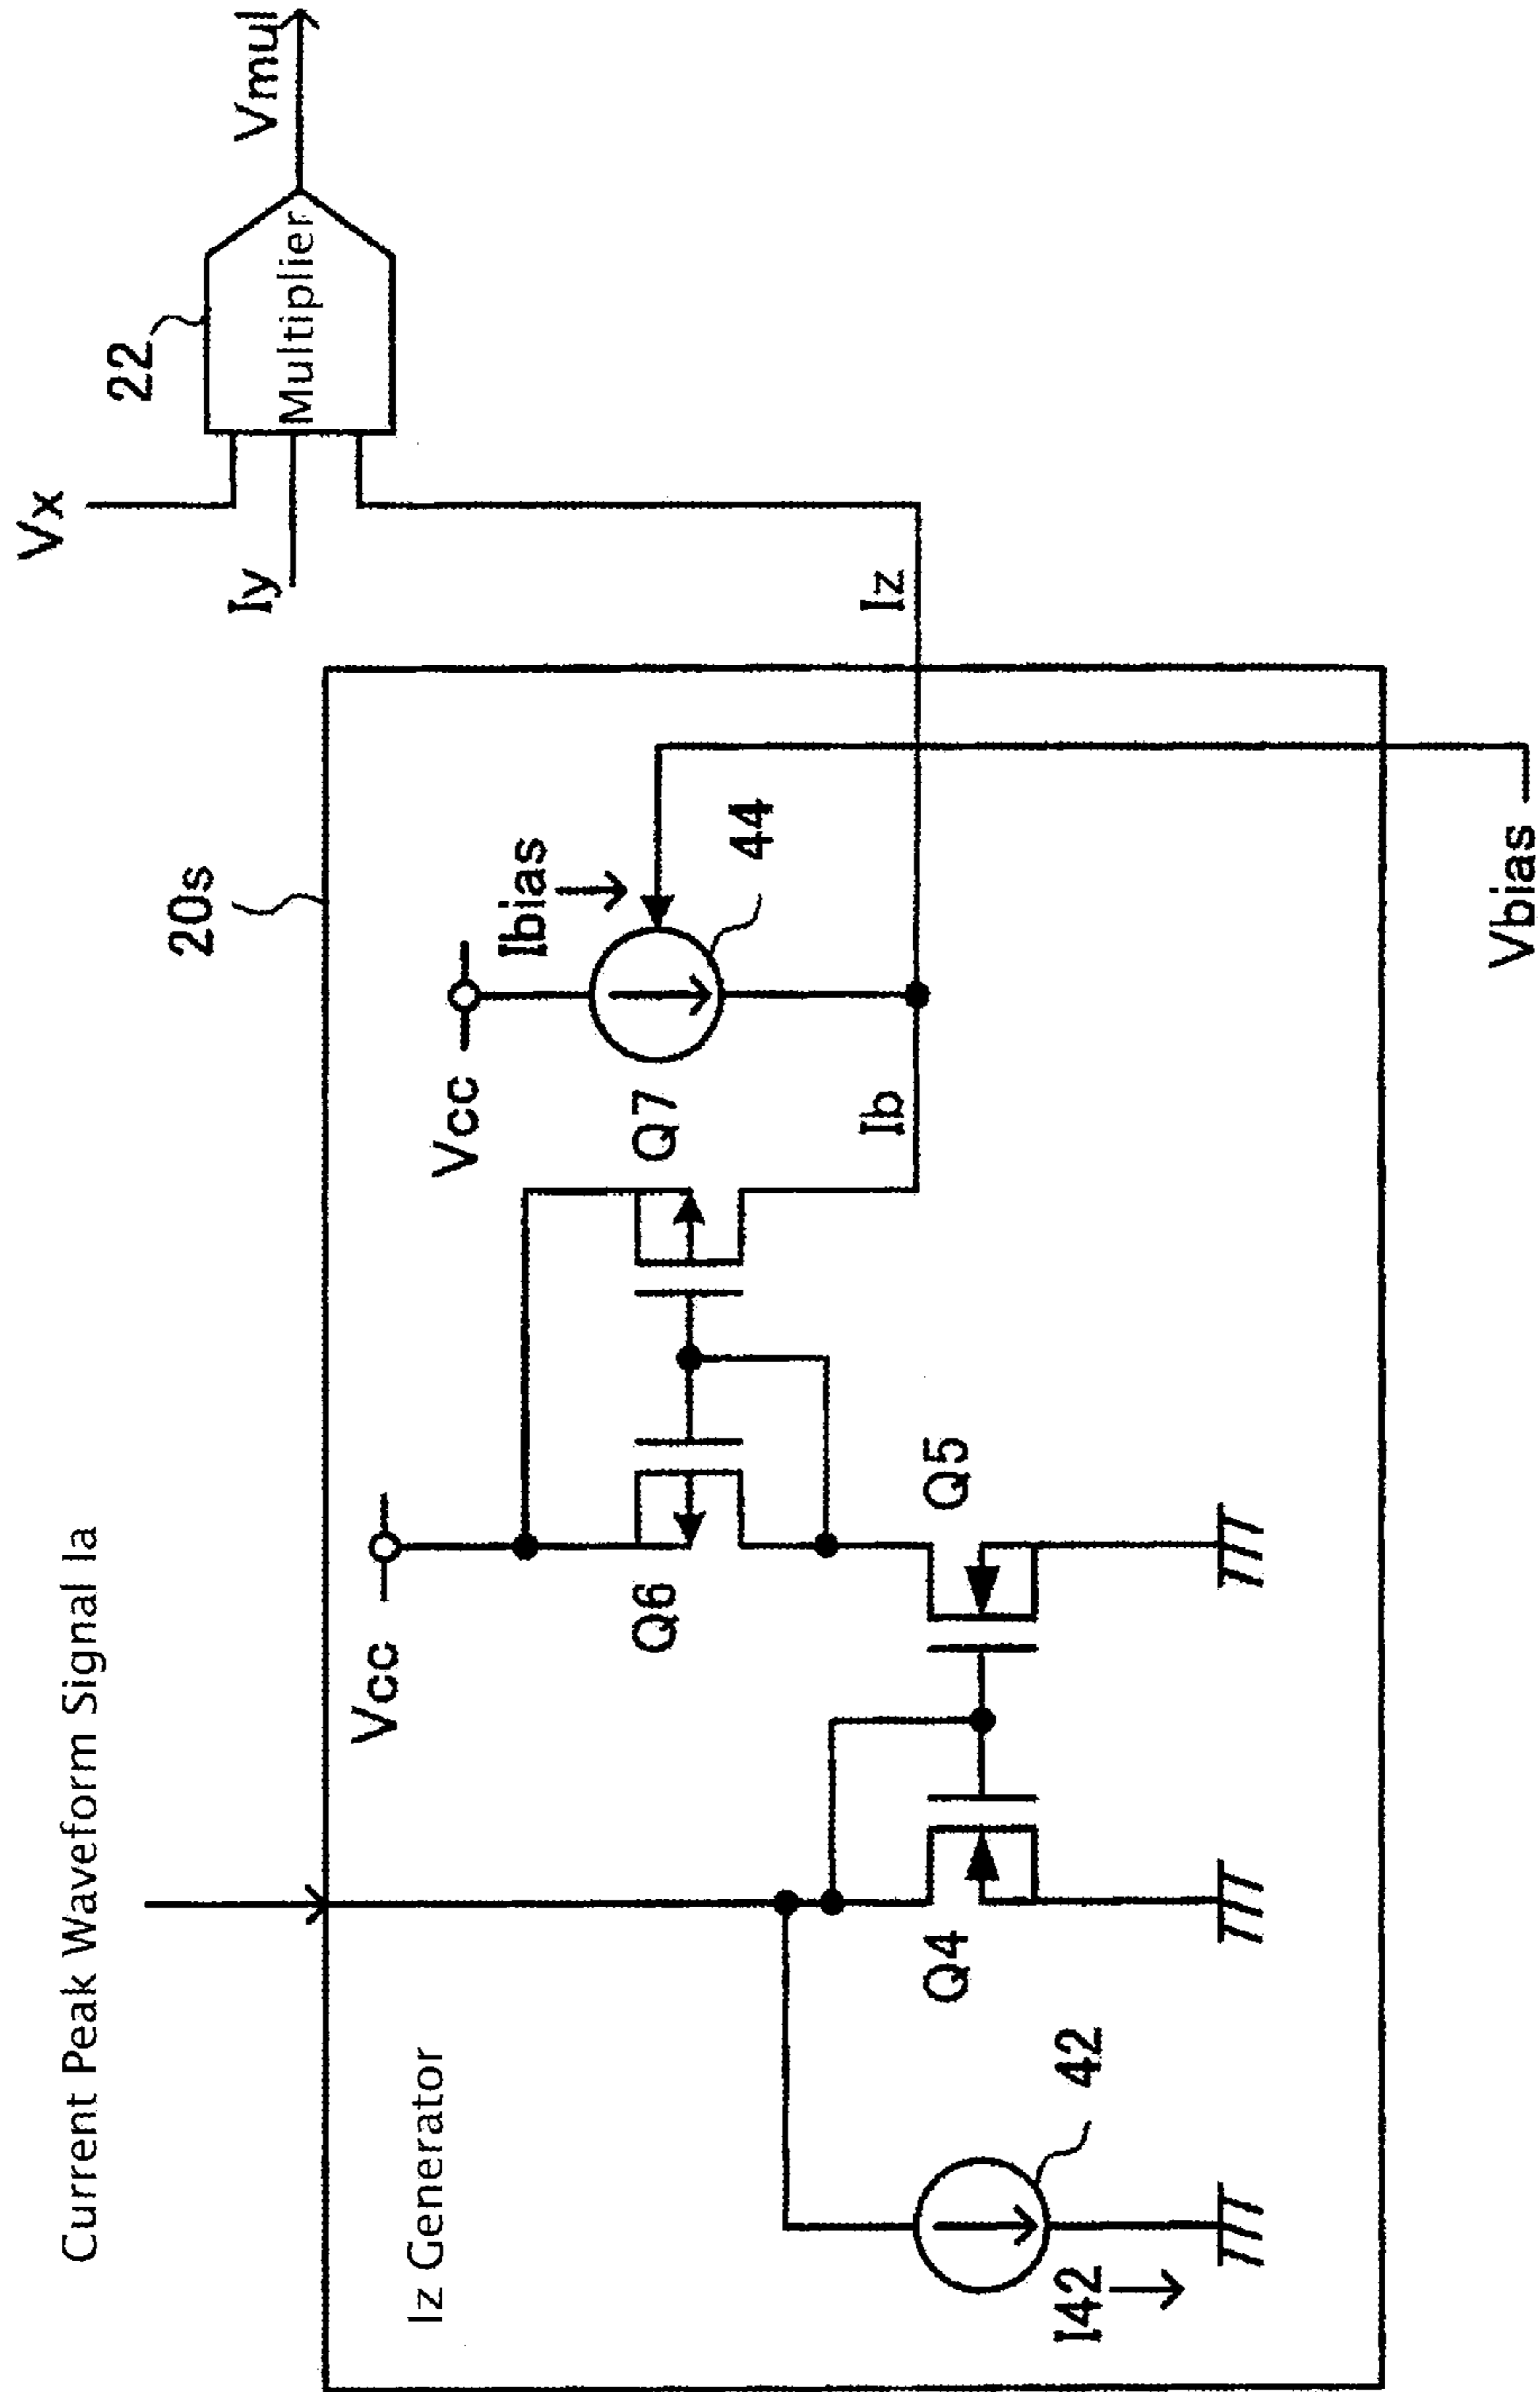 Current Peak Waveform Signal Ia
20s
22
Vx
Iy
Multiplier
Vmul
Iz Generator
Vcc
Vcc
Ibias
44
Q6
Q7
Ib
Iz
Q4
Q5
I42
42
Vbias